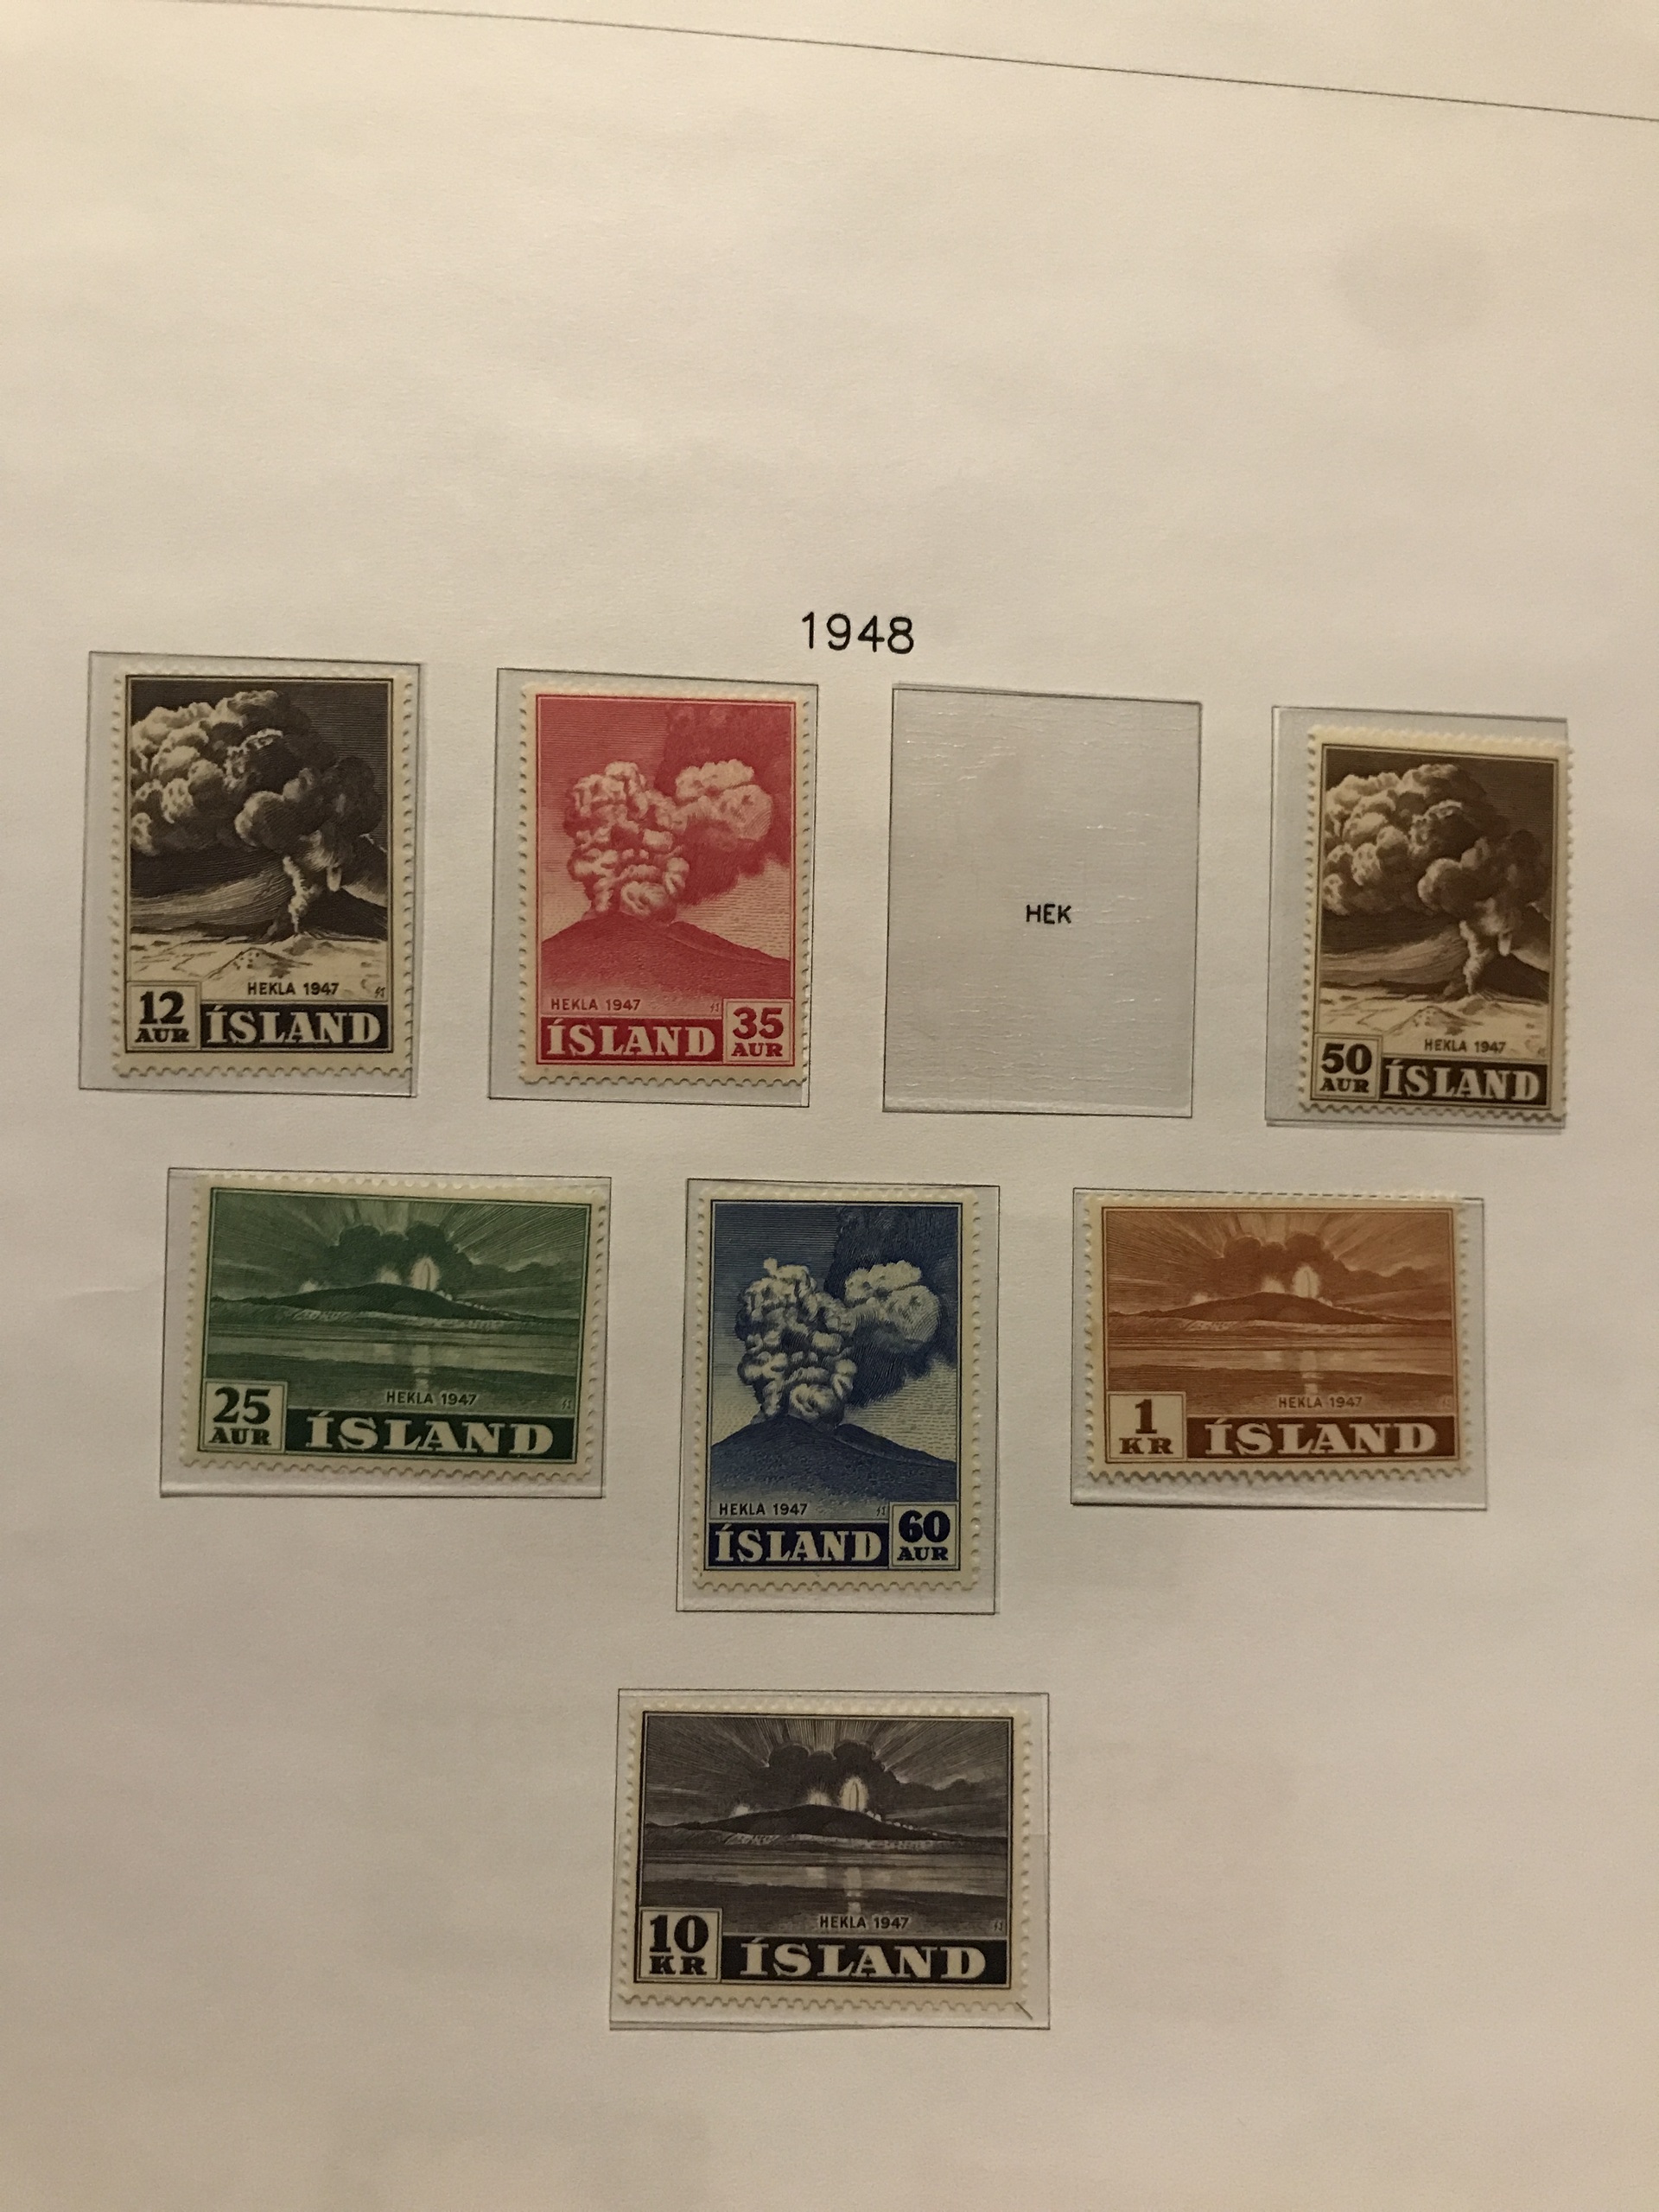 1948
HEKLA 1947
12
AUR
ÍSLAND
HEKLA 1947
ÍSLAND
35
AUR
HEK
HEKLA 1947
50
AUR
ÍSLAND
HEKLA 1947
25
AUR
ÍSLAND
HEKLA 1947
ÍSLAND
60
AUR
HEKLA 1947
1
KR
ÍSLAND
HEKLA 1947
10
KR
ÍSLAND